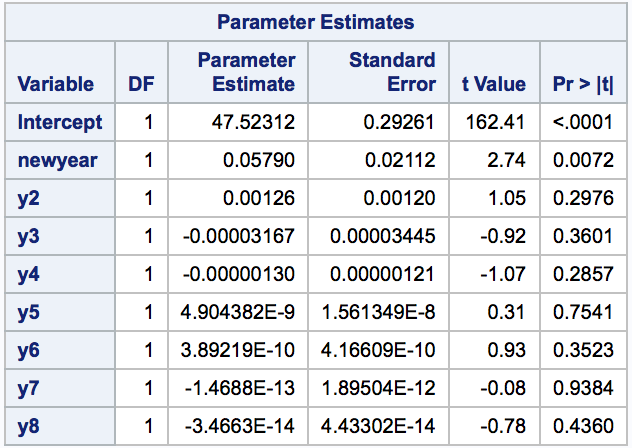 Parameter Estimates
Variable DF Parameter Estimate Standard Error t Value Pr > |t|
Intercept 1 47.52312 0.29261 162.41 <.0001
newyear 1 0.05790 0.02112 2.74 0.0072
y2 1 0.00126 0.00120 1.05 0.2976
y3 1 -0.00003167 0.00003445 -0.92 0.3601
y4 1 -0.00000130 0.00000121 -1.07 0.2857
y5 1 4.904382E-9 1.561349E-8 0.31 0.7541
y6 1 3.89219E-10 4.16609E-10 0.93 0.3523
y7 1 -1.4688E-13 1.89504E-12 -0.08 0.9384
y8 1 -3.4663E-14 4.43302E-14 -0.78 0.4360